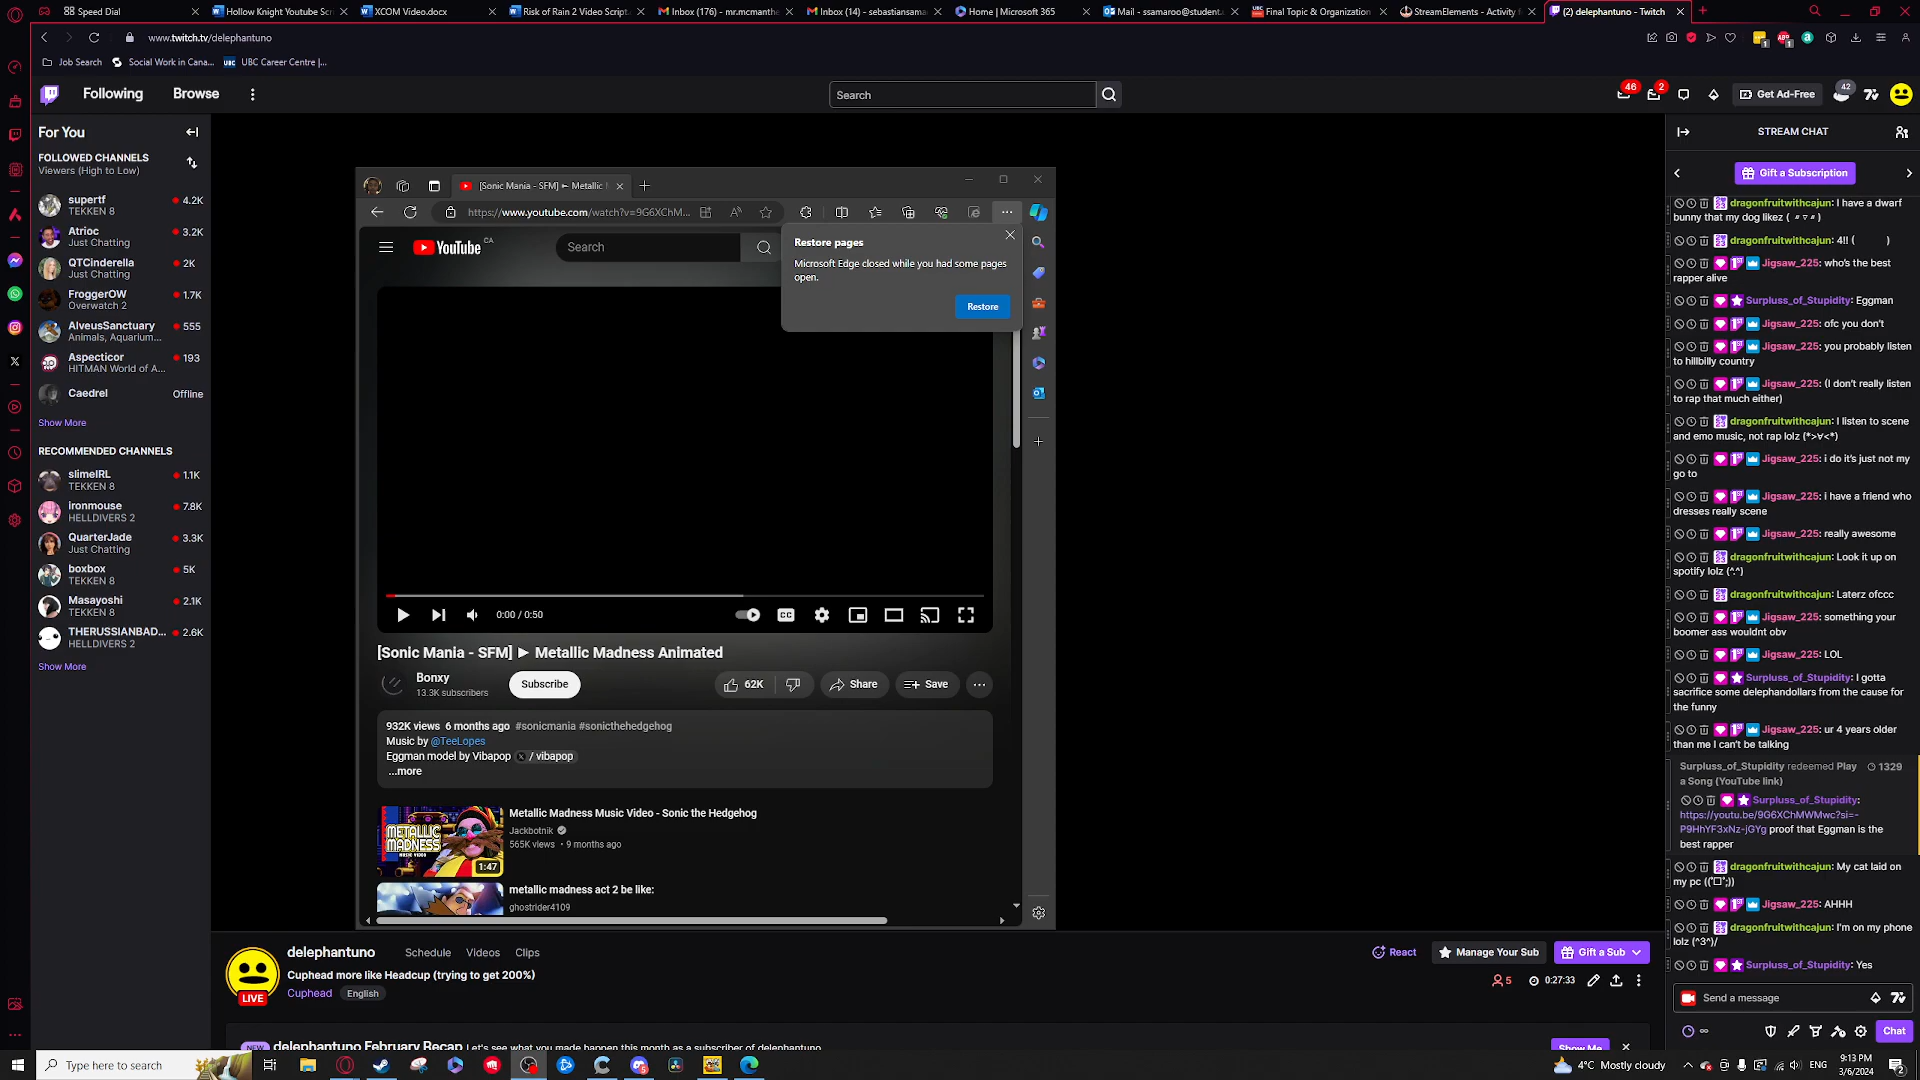 Speed Dial
Hollow Knight Youtube Scr
XCOM Video.docx
Risk of Rain 2 Video Script.
Inbox (176) - mr.mcmanthe
Inbox (14) - sebastiansamar
Home | Microsoft 365
Mail - ssamaroo@student.
Final Topic & Organization
StreamElements - Activity f
(2) delephantuno - Twitch
www.twitch.tv/delephantuno
Job Search
Social Work in Cana...
UBC Career Centre |...
Following
Browse
Search
46
2
Get Ad-Free
42
For You
FOLLOWED CHANNELS
Viewers (High to Low)
supertf
4.2K
TEKKEN 8
Atrioc
3.2K
Just Chatting
QTCinderella
2K
Just Chatting
FroggerOW
1.7K
Overwatch 2
AlveusSanctuary
555
Animals, Aquarium...
Aspecticor
193
HITMAN World of A...
Caedrel
Offline
Show More
RECOMMENDED CHANNELS
slimeIRL
1.1K
TEKKEN 8
ironmouse
7.8K
HELLDIVERS 2
QuarterJade
3.3K
Just Chatting
boxbox
5K
TEKKEN 8
Masayoshi
2.1K
TEKKEN 8
THERUSSIANBAD...
2.6K
HELLDIVERS 2
Show More
[Sonic Mania - SFM] ► Metallic
https://www.youtube.com/watch?v=9G6XChM...
YouTube CA
Search
Restore pages
Microsoft Edge closed while you had some pages
open.
Restore
0:00 / 0:50
[Sonic Mania - SFM] ► Metallic Madness Animated
Bonxy
13.3K subscribers
Subscribe
62K
Share
Save
932K views 6 months ago #sonicmania #sonicthehedgehog
Music by @TeeLopes
Eggman model by Vibapop X / vibapop
...more
METALLIC
MADNESS
MUSIC VIDEO
1:47
Metallic Madness Music Video - Sonic the Hedgehog
Jackbotnik
565K views • 9 months ago
metallic madness act 2 be like:
ghostrider4109
LIVE
delephantuno
Schedule
Videos
Clips
Cuphead more like Headcup (trying to get 200%)
Cuphead
English
React
Manage Your Sub
Gift a Sub
5
0:27:33
NEW
delephantuno February Recap Let's see what you made happen this month as a subscriber of delephantuno
Show Me
STREAM CHAT
Gift a Subscription
dragonfruitwithcajun: I have a dwarf
bunny that my dog likez ( 〃▽〃)
dragonfruitwithcajun: 4!! ( )
Jigsaw_225: who's the best
rapper alive
Surpluss_of_Stupidity: Eggman
Jigsaw_225: ofc you don't
Jigsaw_225: you probably listen
to hillbilly country
Jigsaw_225: (I don't really listen
to rap that much either)
dragonfruitwithcajun: I listen to scene
and emo music, not rap lolz (*>∀<*)
Jigsaw_225: i do it's just not my
go to
Jigsaw_225: i have a friend who
dresses really scene
Jigsaw_225: really awesome
dragonfruitwithcajun: Look it up on
spotify lolz (^.^)
dragonfruitwithcajun: Laterz ofccc
Jigsaw_225: something your
boomer ass wouldnt obv
Jigsaw_225: LOL
Surpluss_of_Stupidity: I gotta
sacrifice some delephandollars from the cause for
the funny
Jigsaw_225: ur 4 years older
than me I can't be talking
Surpluss_of_Stupidity redeemed Play 1329
a Song (YouTube link)
Surpluss_of_Stupidity:
https://youtu.be/9G6XChMWMwc?si=-
P9HhYF3xNz-jGYg proof that Eggman is the
best rapper
dragonfruitwithcajun: My cat laid on
my pc ((ﾟ□ﾟ;))
Jigsaw_225: AHHH
dragonfruitwithcajun: I'm on my phone
lolz (^3^)/
Surpluss_of_Stupidity: Yes
Send a message
Chat
Type here to search
4°C Mostly cloudy
ENG
9:13 PM
3/6/2024
2